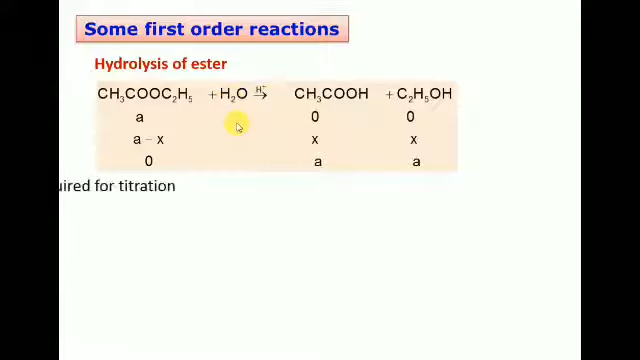 Some first order reactions
Hydrolysis of ester
CH₃COOC₂H₅ + H₂O →H⁺ CH₃COOH + C₂H₅OH
a 0 0
a – x x x
0 a a
uired for titration